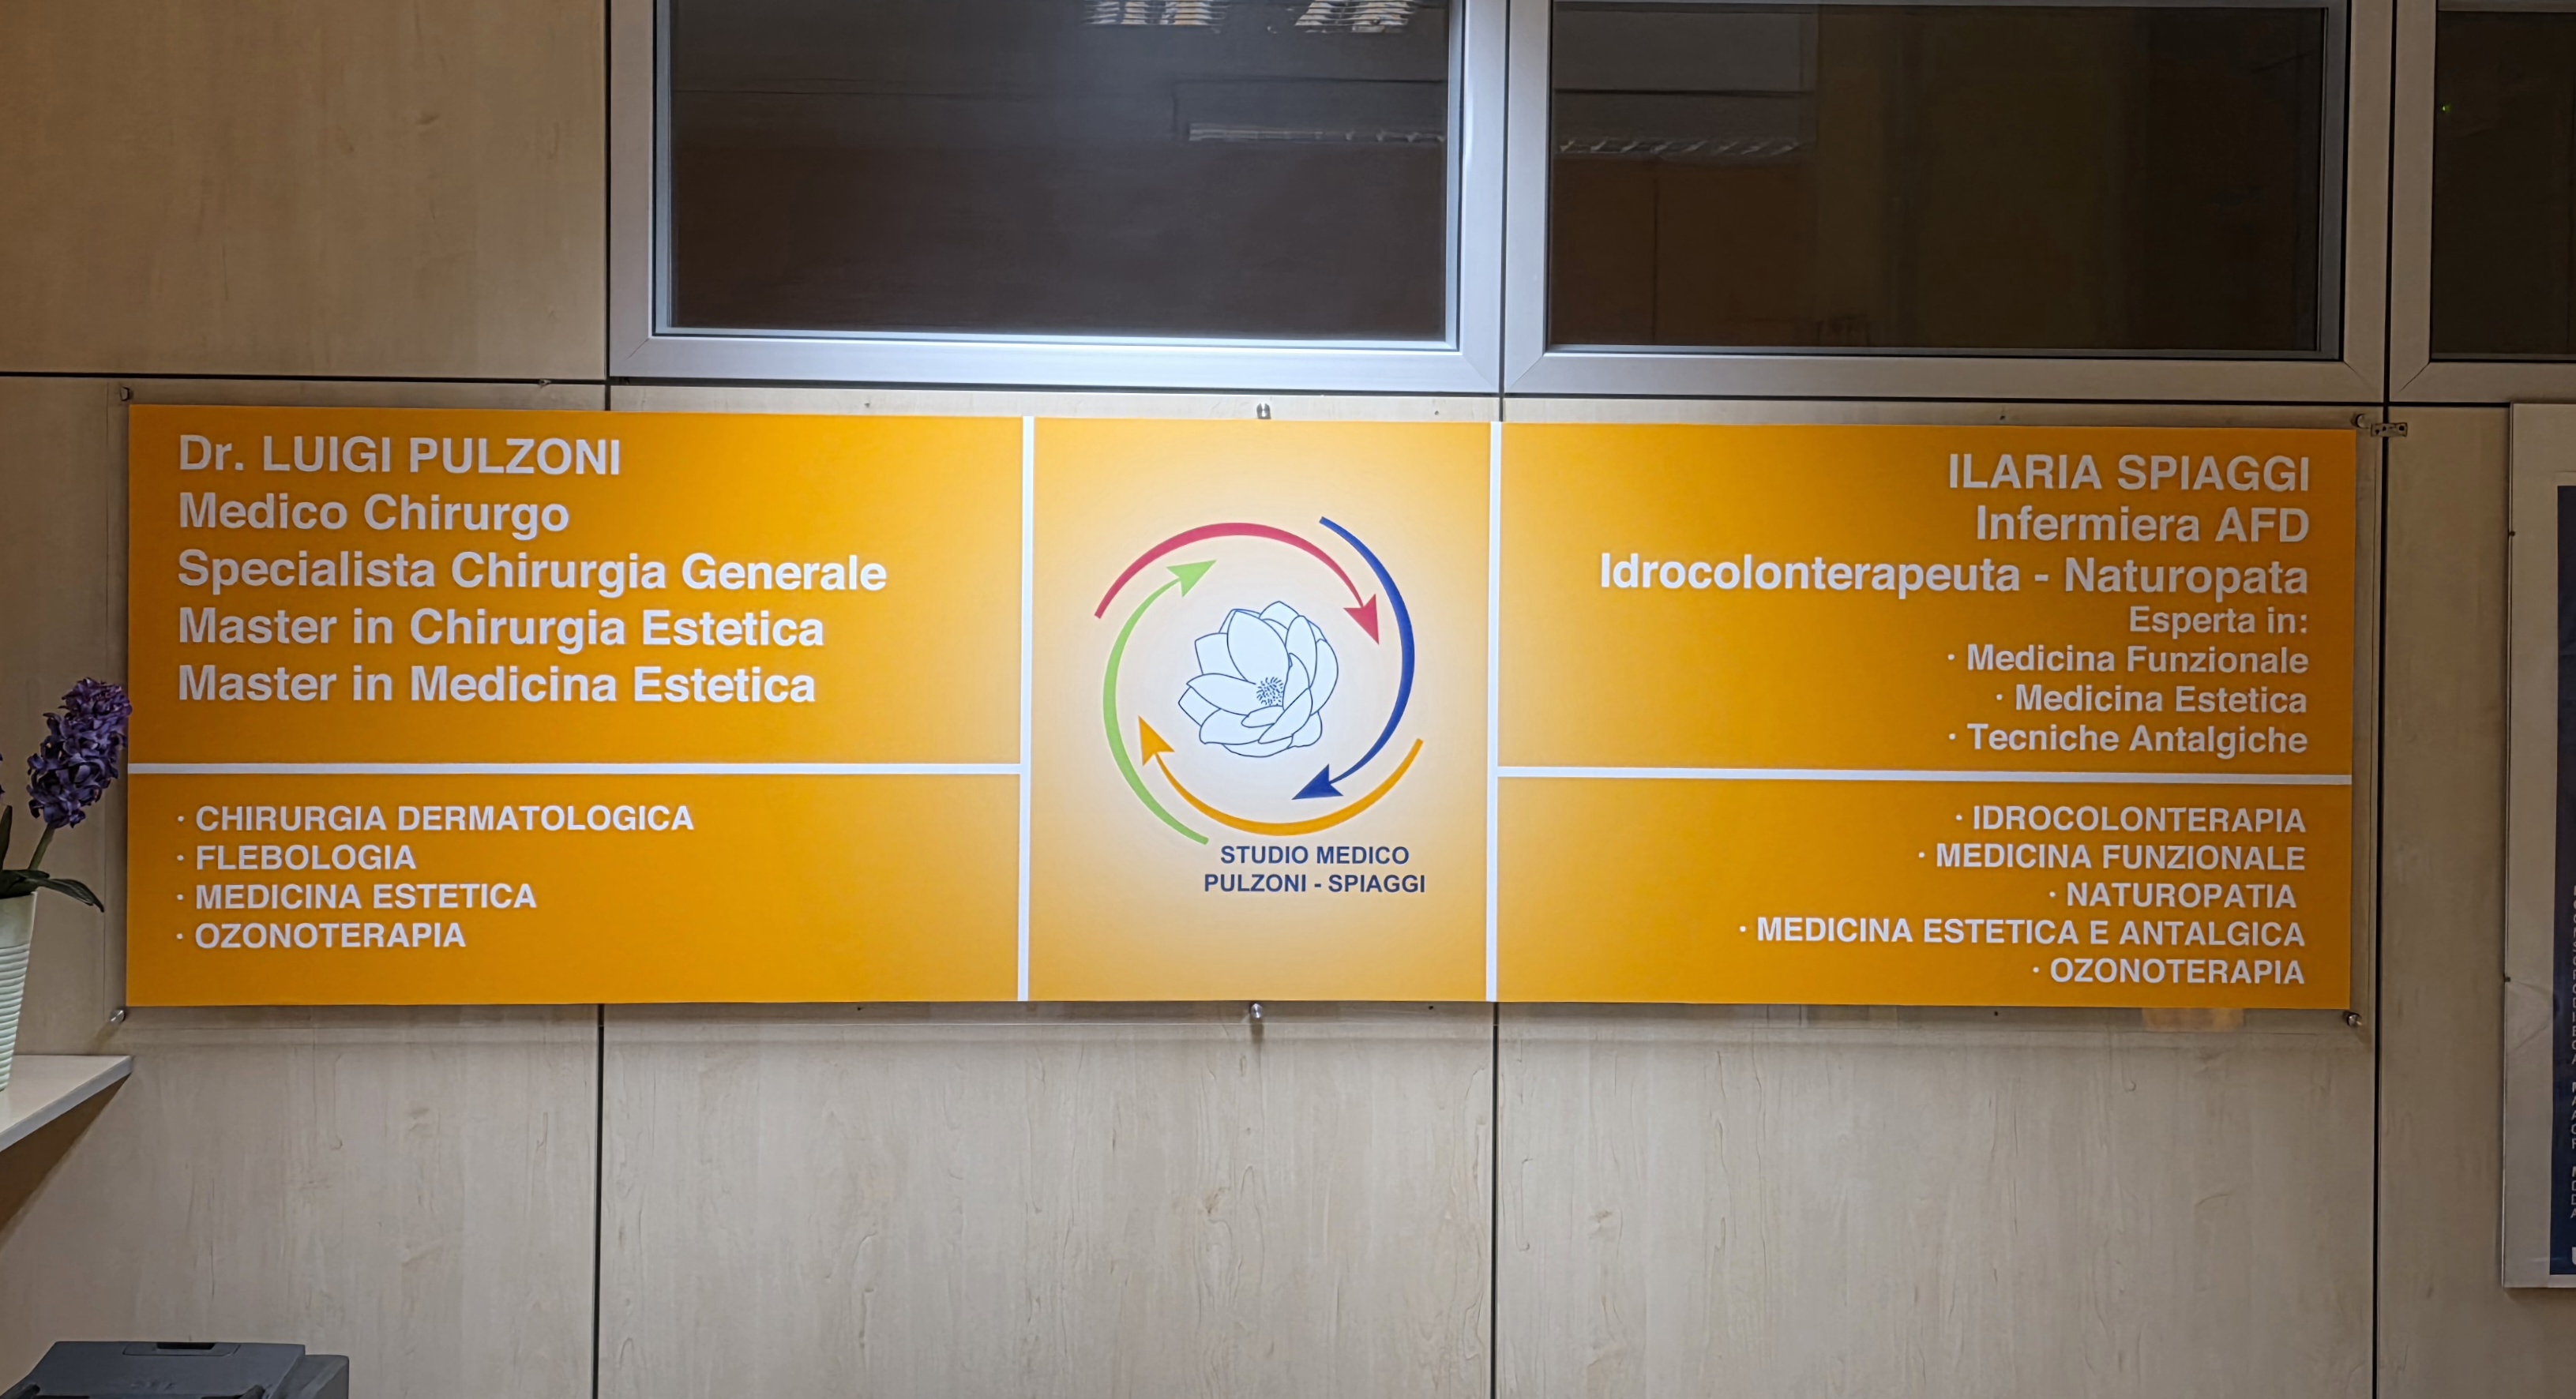 Dr. LUIGI PULZONI
Medico Chirurgo
Specialista Chirurgia Generale
Master in Chirurgia Estetica
Master in Medicina Estetica
· CHIRURGIA DERMATOLOGICA
· FLEBOLOGIA
· MEDICINA ESTETICA
· OZONOTERAPIA
STUDIO MEDICO
PULZONI - SPIAGGI
ILARIA SPIAGGI
Infermiera AFD
Idrocolonterapeuta - Naturopata
Esperta in:
· Medicina Funzionale
· Medicina Estetica
· Tecniche Antalgiche
· IDROCOLONTERAPIA
· MEDICINA FUNZIONALE
· NATUROPATIA
· MEDICINA ESTETICA E ANTALGICA
· OZONOTERAPIA